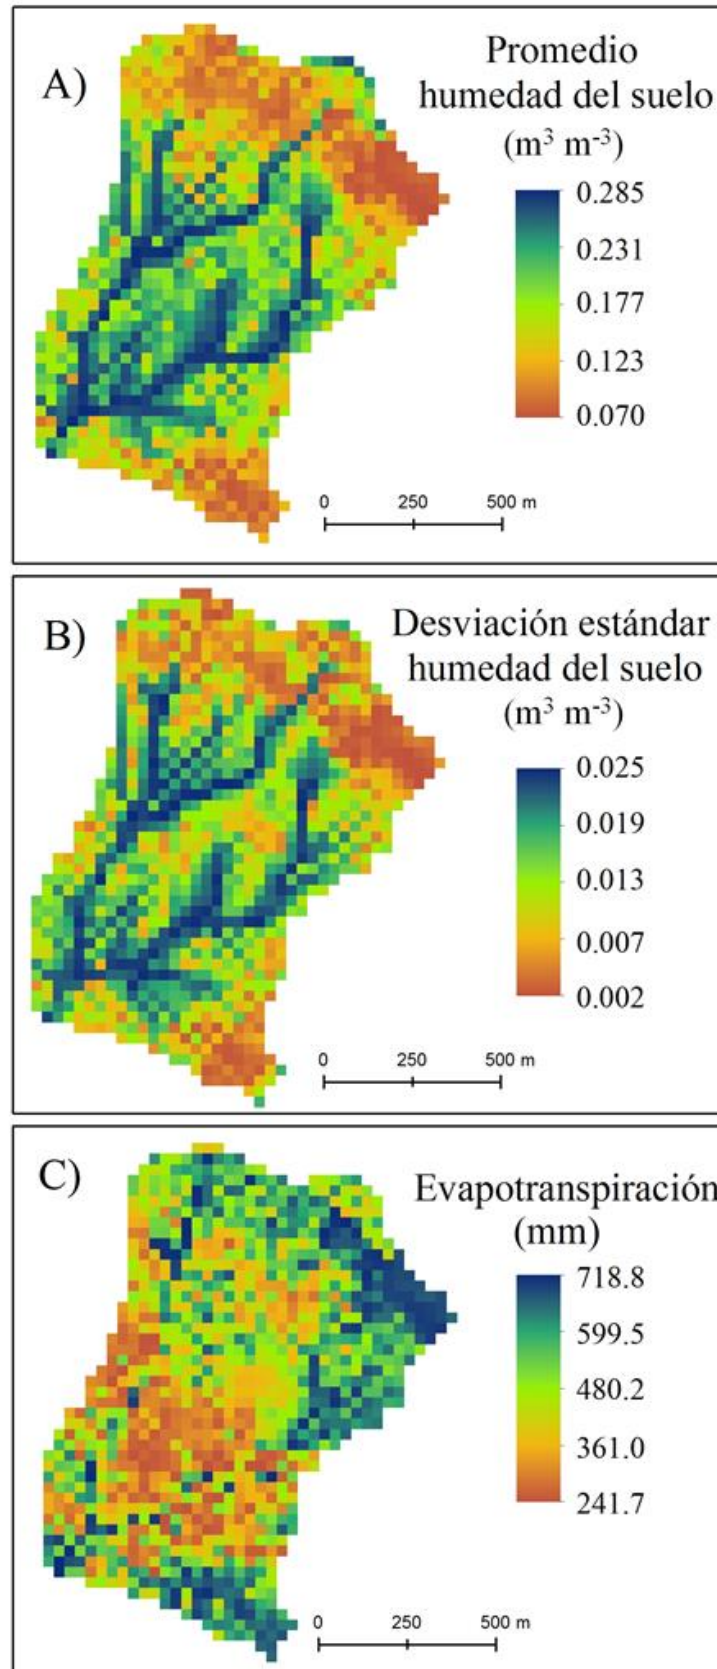 A)
Promedio
humedad del suelo
(m³ m⁻³)
0.285
0.231
0.177
0.123
0.070
0 250 500 m
B)
Desviación estándar
humedad del suelo
(m³ m⁻³)
0.025
0.019
0.013
0.007
0.002
0 250 500 m
C)
Evapotranspiración
(mm)
718.8
599.5
480.2
361.0
241.7
0 250 500 m